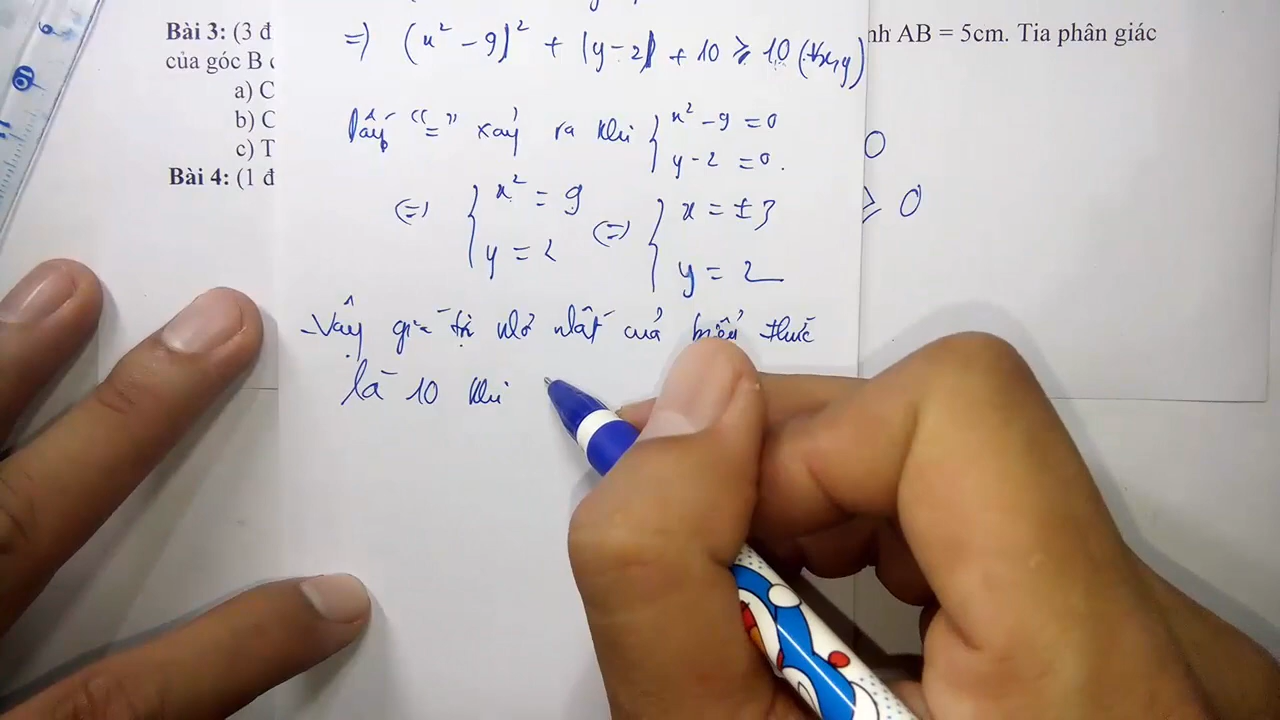 Bài 3: (3 đ
nh AB = 5cm. Tia phân giác
của góc B
a) C
b) C
c) T
Bài 4: (1 đ
=> (x² - 9)² + |y - 2| + 10 ≥ 10
Dấu "=" xảy ra khi { x² - 9 = 0
y - 2 = 0.
0
≥ 0
<=> { x² = 9 <=> { x = ±3
y = 2 y = 2
Vậy giá trị nhỏ nhất của biểu thức
là 10 khi